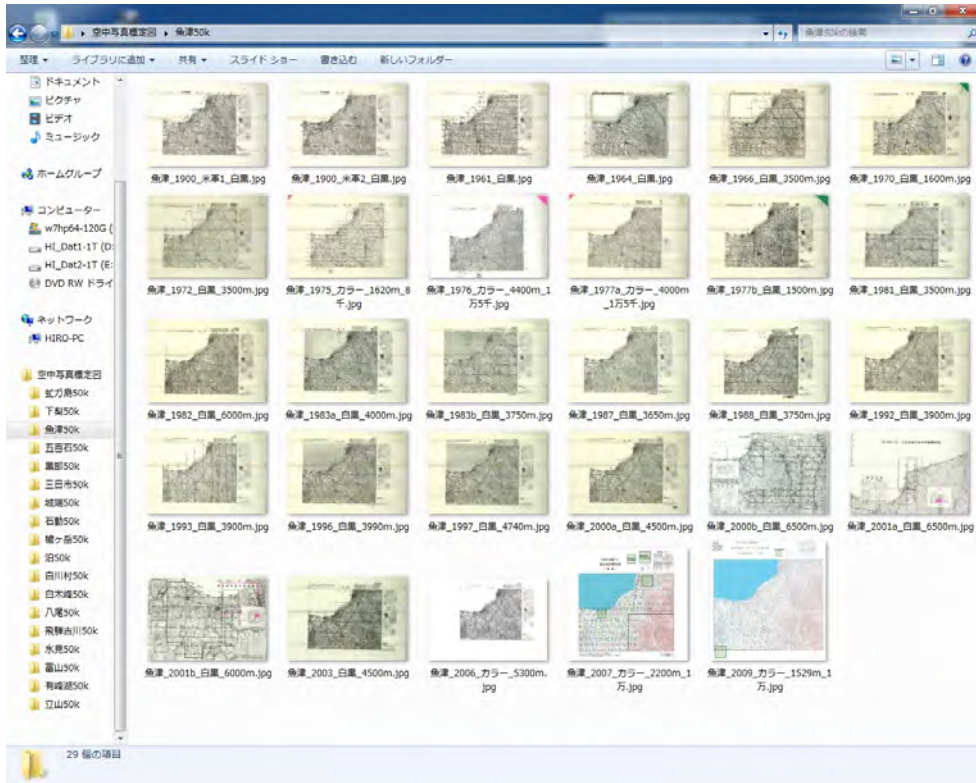 空中写真標定図 ▸ 魚津50k
魚津50kの検索
整理 ライブラリに追加 共有 スライド ショー 書き込む 新しいフォルダー
ドキュメント
ピクチャ
ビデオ
ミュージック
ホームグループ
コンピューター
w7hp64-120G (
HI_Dat1-1T (D:
HI_Dat2-1T (E:
DVD RW ドライ
ネットワーク
HIRO-PC
空中写真標定図
虻ガ島50k
下梨50k
魚津50k
五百石50k
黒部50k
三日市50k
城端50k
石動50k
槍ヶ岳50k
泊50k
白川村50k
白木峰50k
八尾50k
飛騨古川50k
氷見50k
富山50k
有峰湖50k
立山50k
魚津_1900_米軍1_白黒.jpg
魚津_1900_米軍2_白黒.jpg
魚津_1961_白黒.jpg
魚津_1964_白黒.jpg
魚津_1966_白黒_3500m.jpg
魚津_1970_白黒_1600m.jpg
魚津_1972_白黒_3500m.jpg
魚津_1975_カラー_1620m_8
千.jpg
魚津_1976_カラー_4400m_1
万5千.jpg
魚津_1977a_カラー_4000m
_1万5千.jpg
魚津_1977b_白黒_1500m.jpg
魚津_1981_白黒_3500m.jpg
魚津_1982_白黒_6000m.jpg
魚津_1983a_白黒_4000m.jpg
魚津_1983b_白黒_3750m.jpg
魚津_1987_白黒_3650m.jpg
魚津_1988_白黒_3750m.jpg
魚津_1992_白黒_3900m.jpg
魚津_1993_白黒_3900m.jpg
魚津_1996_白黒_3990m.jpg
魚津_1997_白黒_4740m.jpg
魚津_2000a_白黒_4500m.jpg
魚津_2000b_白黒_6500m.jpg
魚津_2001a_白黒_6500m.jpg
魚津_2001b_白黒_6000m.jpg
魚津_2003_白黒_4500m.jpg
魚津_2006_カラー_5300m.
jpg
魚津_2007_カラー_2200m_1
万.jpg
魚津_2009_カラー_1529m_1
万.jpg
29 個の項目